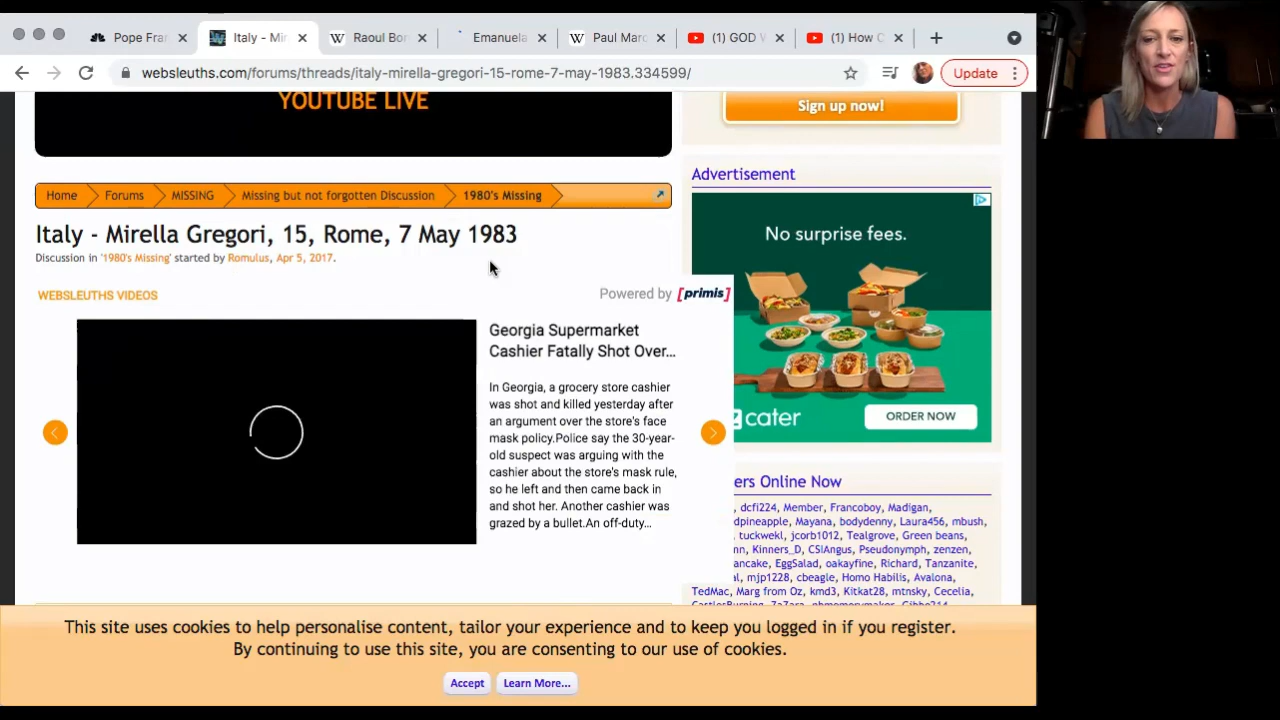 Pope Fra
Italy - Mi
Raoul Bo
Emanuela
Paul Marc
(1) GOD
(1) How
websleuths.com/forums/threads/italy-mirella-gregori-15-rome-7-may-1983.334599/
Update
YOUTUBE LIVE
Sign up now!
Home
Forums
MISSING
Missing but not forgotten Discussion
1980's Missing
Italy - Mirella Gregori, 15, Rome, 7 May 1983
Discussion in '1980's Missing' started by Romulus, Apr 5, 2017.
WEBSLEUTHS VIDEOS
Powered by [primis]
Georgia Supermarket
Cashier Fatally Shot Over...
In Georgia, a grocery store cashier
was shot and killed yesterday after
an argument over the store's face
mask policy.Police say the 30-year-
old suspect was arguing with the
cashier about the store's mask rule,
so he left and then came back in
and shot her. Another cashier was
grazed by a bullet.An off-duty...
Advertisement
No surprise fees.
cater
ORDER NOW
ers Online Now
, dcfi224, Member, Francoboy, Madigan,
dpineapple, Mayana, bodydenny, Laura456, mbush,
, tuckwekl, jcorb1012, Tealgrove, Green beans,
nn, Kinners_D, CSIAngus, Pseudonymph, zenzen,
ancake, EggSalad, oakayfine, Richard, Tanzanite,
al, mjp1228, cbeagle, Homo Habilis, Avalona,
TedMac, Marg from Oz, kmd3, Kitkat28, mtnsky, Cecelia,
This site uses cookies to help personalise content, tailor your experience and to keep you logged in if you register.
By continuing to use this site, you are consenting to our use of cookies.
Accept
Learn More...